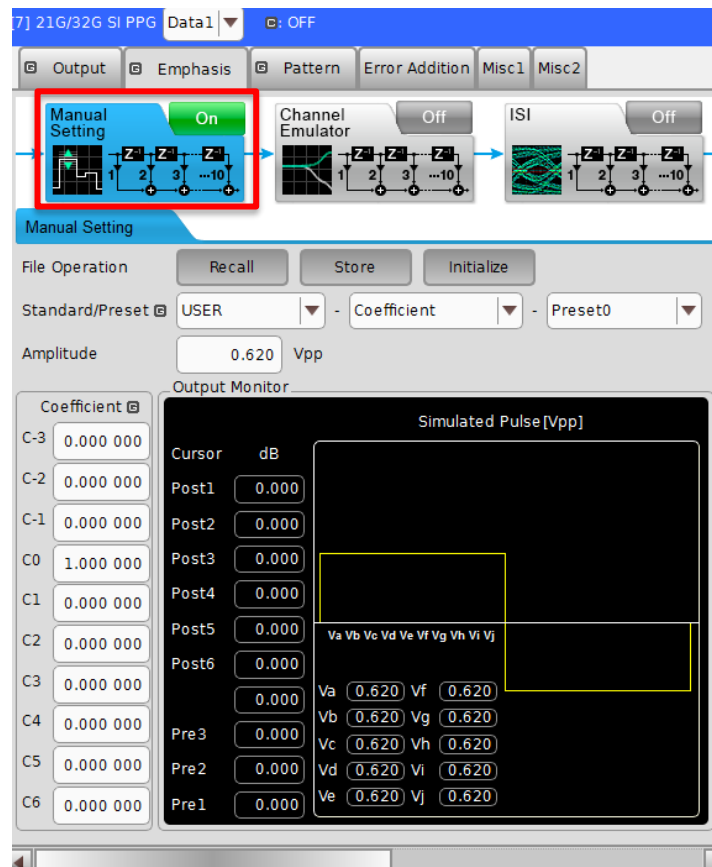 [7] 21G/32G SI PPG Data1 G: OFF
G Output G Emphasis G Pattern Error Addition Misc1 Misc2
Manual Setting On Channel Emulator Off ISI Off
Z⁻¹ Z⁻¹ Z⁻¹ Z⁻¹ Z⁻¹ Z⁻¹ Z⁻¹ Z⁻¹ Z⁻¹
1 2 3 ...10 1 2 3 ...10 1 2 3 ...10
Manual Setting
File Operation Recall Store Initialize
Standard/Preset G USER - Coefficient - Preset0
Amplitude 0.620 Vpp
Coefficient G
C-3 0.000 000
C-2 0.000 000
C-1 0.000 000
C0 1.000 000
C1 0.000 000
C2 0.000 000
C3 0.000 000
C4 0.000 000
C5 0.000 000
C6 0.000 000
Output Monitor
Simulated Pulse[Vpp]
Cursor dB
Post1 0.000
Post2 0.000
Post3 0.000
Post4 0.000
Post5 0.000
Post6 0.000
0.000
Pre3 0.000
Pre2 0.000
Pre1 0.000
Va Vb Vc Vd Ve Vf Vg Vh Vi Vj
Va 0.620 Vf 0.620
Vb 0.620 Vg 0.620
Vc 0.620 Vh 0.620
Vd 0.620 Vi 0.620
Ve 0.620 Vj 0.620